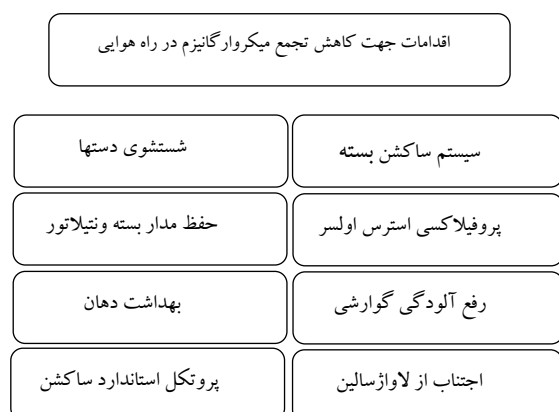 اقدامات جهت کاهش تجمع میکروارگانیزم در راه هوایی
سیستم ساکشن بسته
شستشوی دستها
پروفیلاکسی استرس اولسر
حفظ مدار بسته ونتیلاتور
رفع آلودگی گوارشی
بهداشت دهان
اجتناب از لاواژسالین
پروتکل استاندارد ساکشن